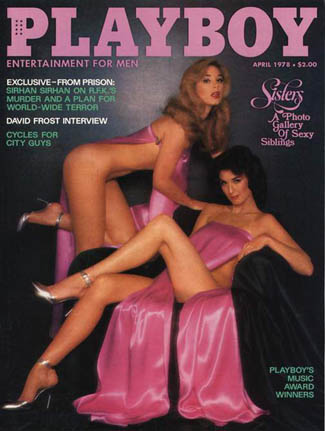 PLAYBOY
ENTERTAINMENT FOR MEN
APRIL 1978 • $2.00
EXCLUSIVE–FROM PRISON:
SIRHAN SIRHAN ON R.F.K.'S
MURDER AND A PLAN FOR
WORLD-WIDE TERROR
DAVID FROST INTERVIEW
CYCLES FOR
CITY GUYS
Sisters
A Photo
Gallery
Of Sexy
Siblings
PLAYBOY'S
MUSIC
AWARD
WINNERS